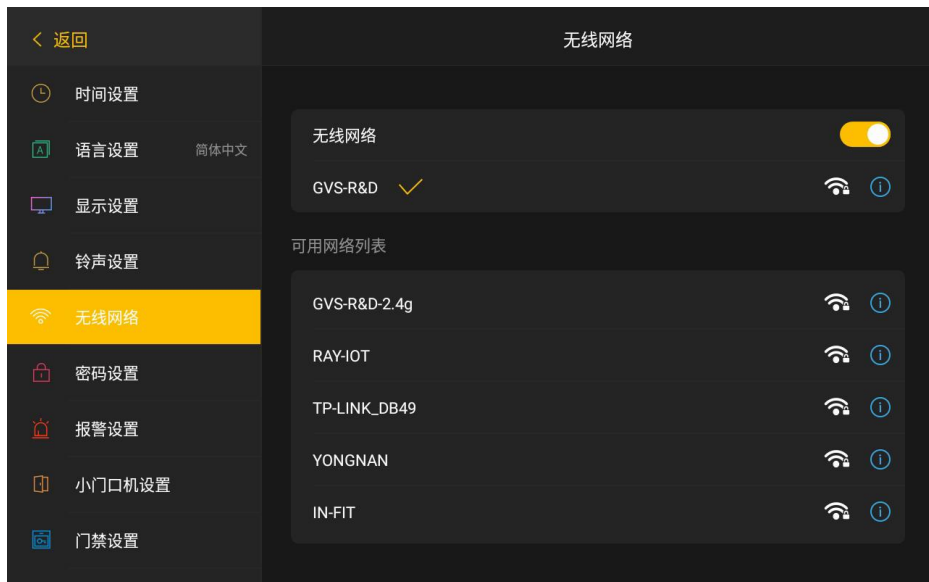 返回
时间设置
语言设置 简体中文
显示设置
铃声设置
无线网络
密码设置
报警设置
小门口机设置
门禁设置
无线网络
无线网络
GVS-R&D
可用网络列表
GVS-R&D-2.4g
RAY-IOT
TP-LINK_DB49
YONGNAN
IN-FIT